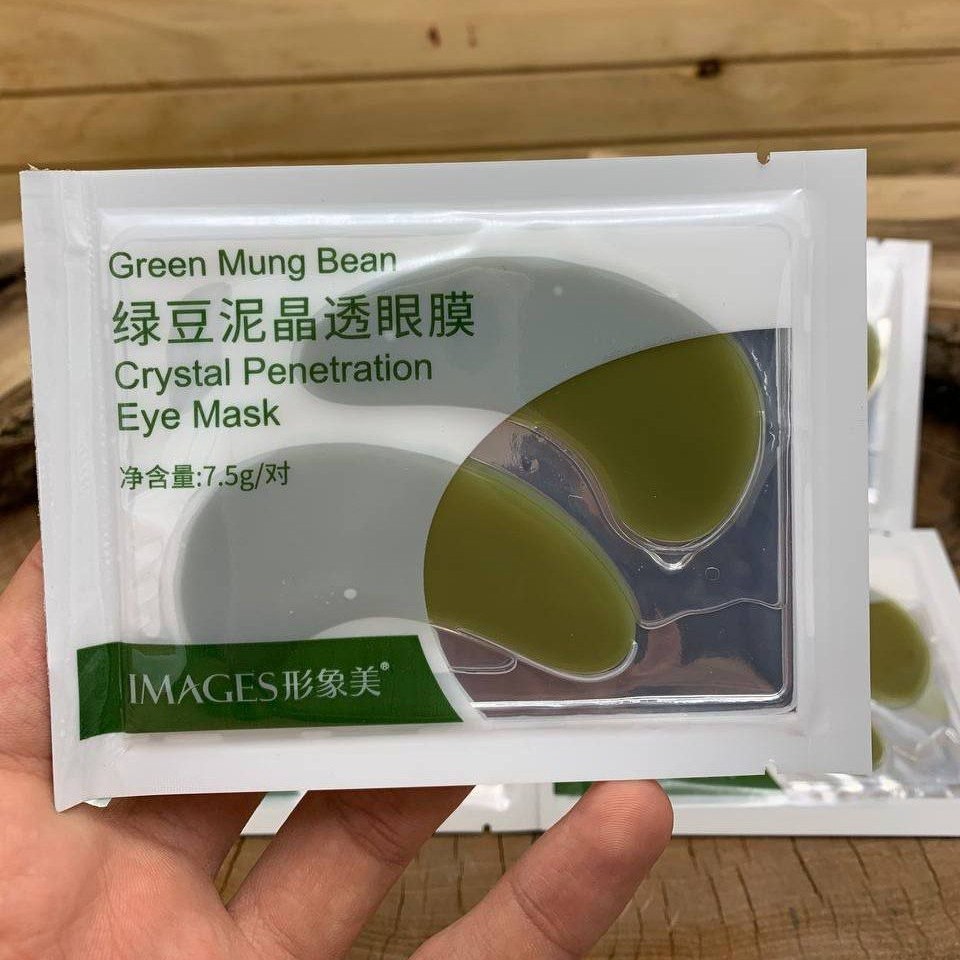 Green Mung Bean
绿豆泥晶透眼膜
Crystal Penetration
Eye Mask
净含量:7.5g/对
IMAGES形象美®